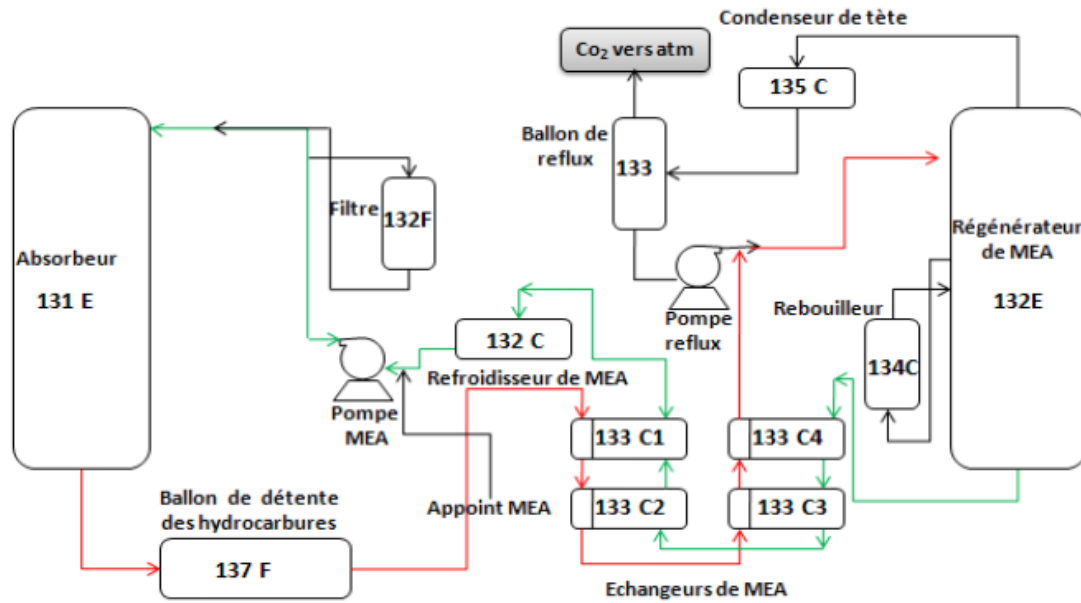 Condenseur de tète
Co₂ vers atm
135 C
Ballon de
reflux
133
Filtre
132F
Absorbeur
131 E
Régénérateur
de MEA
132E
Rebouilleur
134C
Pompe
reflux
132 C
Refroidisseur de MEA
Pompe
MEA
133 C1
133 C4
133 C2
133 C3
Appoint MEA
Ballon de détente
des hydrocarbures
137 F
Echangeurs de MEA